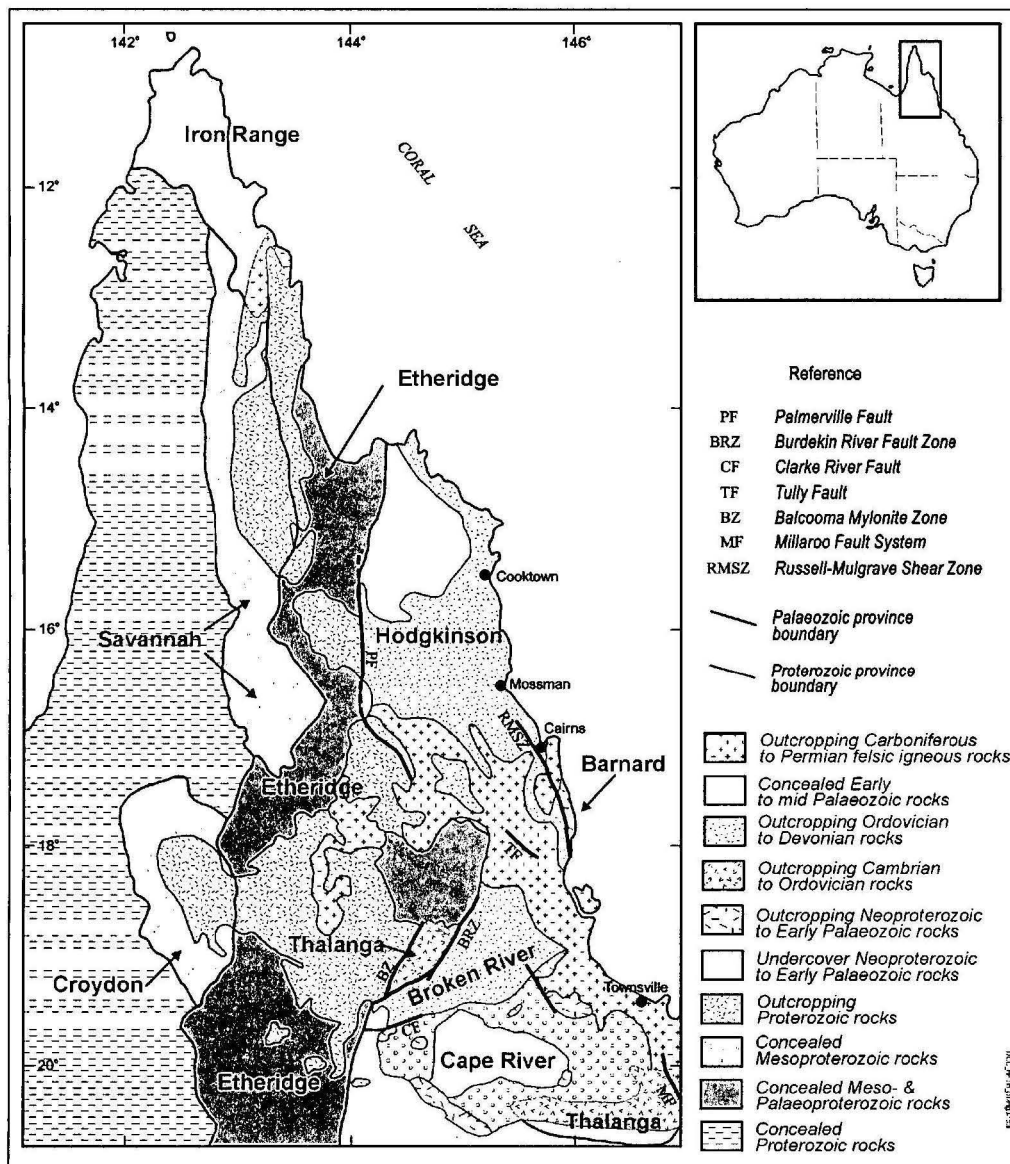 142°
144°
146°
Iron Range
CORAL
SEA
12°
14°
Etheridge
Cooktown
16°
Savannah
Hodgkinson
PF
Mossman
RMSZ
Cairns
Barnard
Etheridge
18°
TF
Thalanga
BZ
BRZ
Broken River
Croydon
Townsville
CF
20°
Cape River
Etheridge
MF
Thalanga
Reference
PF Palmerville Fault
BRZ Burdekin River Fault Zone
CF Clarke River Fault
TF Tully Fault
BZ Balcooma Mylonite Zone
MF Millaroo Fault System
RMSZ Russell-Mulgrave Shear Zone
Palaeozoic province
boundary
Proterozoic province
boundary
Outcropping Carboniferous
to Permian felsic igneous rocks
Concealed Early
to mid Palaeozoic rocks
Outcropping Ordovician
to Devonian rocks
Outcropping Cambrian
to Ordovician rocks
Outcropping Neoproterozoic
to Early Palaeozoic rocks
Undercover Neoproterozoic
to Early Palaeozoic rocks
Outcropping
Proterozoic rocks
Concealed
Mesoproterozoic rocks
Concealed Meso- &
Palaeoproterozoic rocks
Concealed
Proterozoic rocks